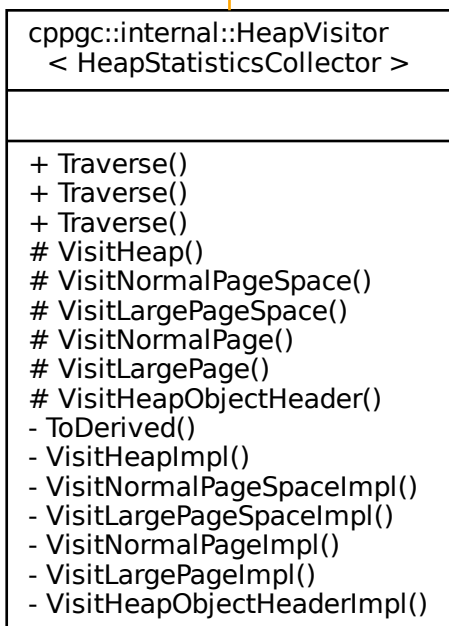 cppgc::internal::HeapVisitor
< HeapStatisticsCollector >
+ Traverse()
+ Traverse()
+ Traverse()
# VisitHeap()
# VisitNormalPageSpace()
# VisitLargePageSpace()
# VisitNormalPage()
# VisitLargePage()
# VisitHeapObjectHeader()
- ToDerived()
- VisitHeapImpl()
- VisitNormalPageSpaceImpl()
- VisitLargePageSpaceImpl()
- VisitNormalPageImpl()
- VisitLargePageImpl()
- VisitHeapObjectHeaderImpl()